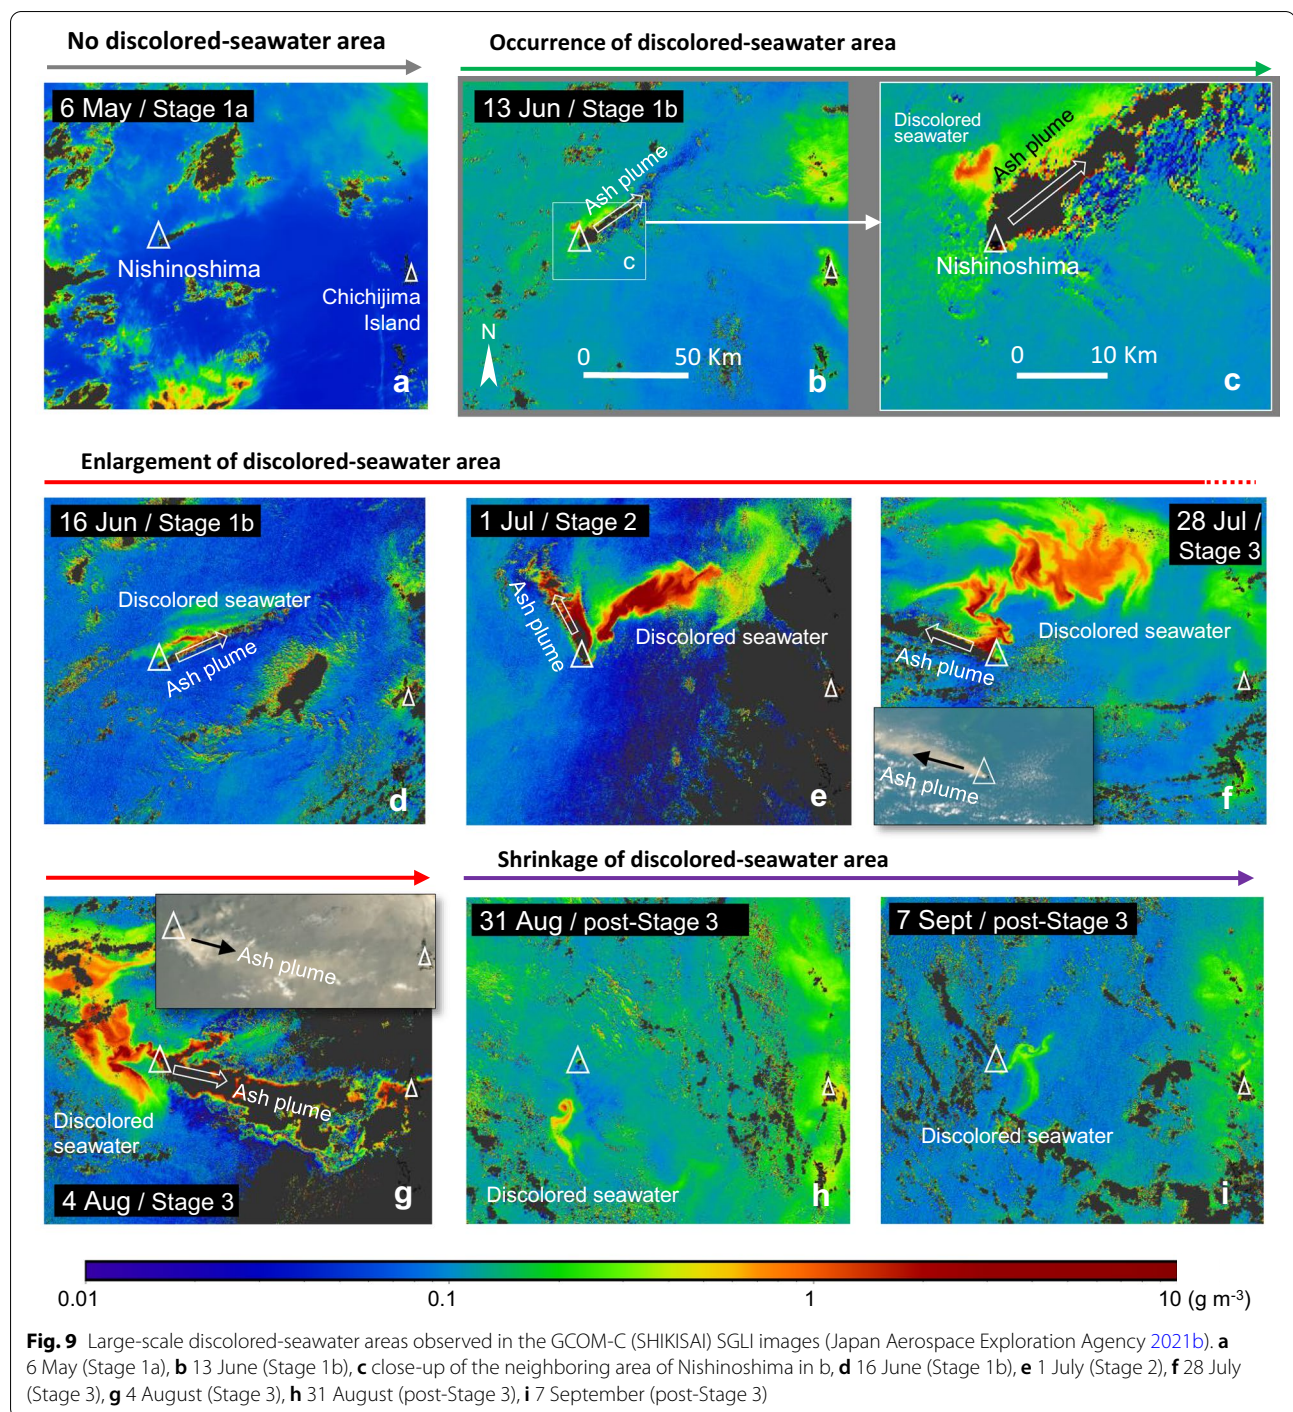 No discolored-seawater area
Occurrence of discolored-seawater area
6 May / Stage 1a
Nishinoshima
Chichijima
Island
a
13 Jun / Stage 1b
Ash plume
c
N
0 50 Km
b
Discolored
seawater
Ash plume
Nishinoshima
0 10 Km
c
Enlargement of discolored-seawater area
16 Jun / Stage 1b
Discolored seawater
Ash plume
d
1 Jul / Stage 2
Ash plume
Discolored seawater
e
28 Jul /
Stage 3
Discolored seawater
Ash plume
Ash plume
f
Shrinkage of discolored-seawater area
Ash plume
Ash plume
Discolored
seawater
4 Aug / Stage 3
g
31 Aug / post-Stage 3
Discolored seawater
h
7 Sept / post-Stage 3
Discolored seawater
i
0.01 0.1 1 10 (g m-3)
Fig. 9 Large-scale discolored-seawater areas observed in the GCOM-C (SHIKISAI) SGLI images (Japan Aerospace Exploration Agency 2021b). a
6 May (Stage 1a), b 13 June (Stage 1b), c close-up of the neighboring area of Nishinoshima in b, d 16 June (Stage 1b), e 1 July (Stage 2), f 28 July
(Stage 3), g 4 August (Stage 3), h 31 August (post-Stage 3), i 7 September (post-Stage 3)